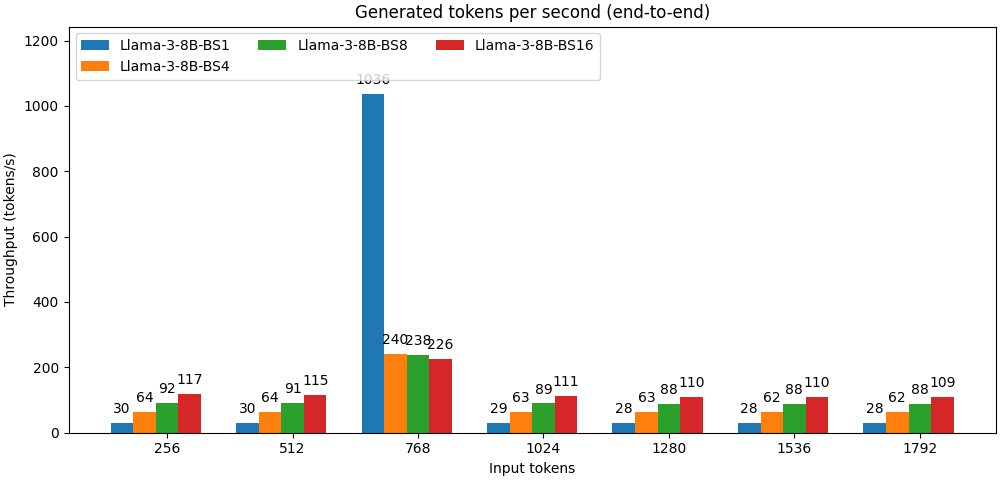 Generated tokens per second (end-to-end)
Llama-3-8B-BS1 Llama-3-8B-BS8 Llama-3-8B-BS16
Llama-3-8B-BS4
Throughput (tokens/s)
1200
1000
800
600
400
200
0
1036
240 238 226
30 64 92 117
30 64 91 115
29 63 89 111
28 63 88 110
28 62 88 110
28 62 88 109
256 512 768 1024 1280 1536 1792
Input tokens